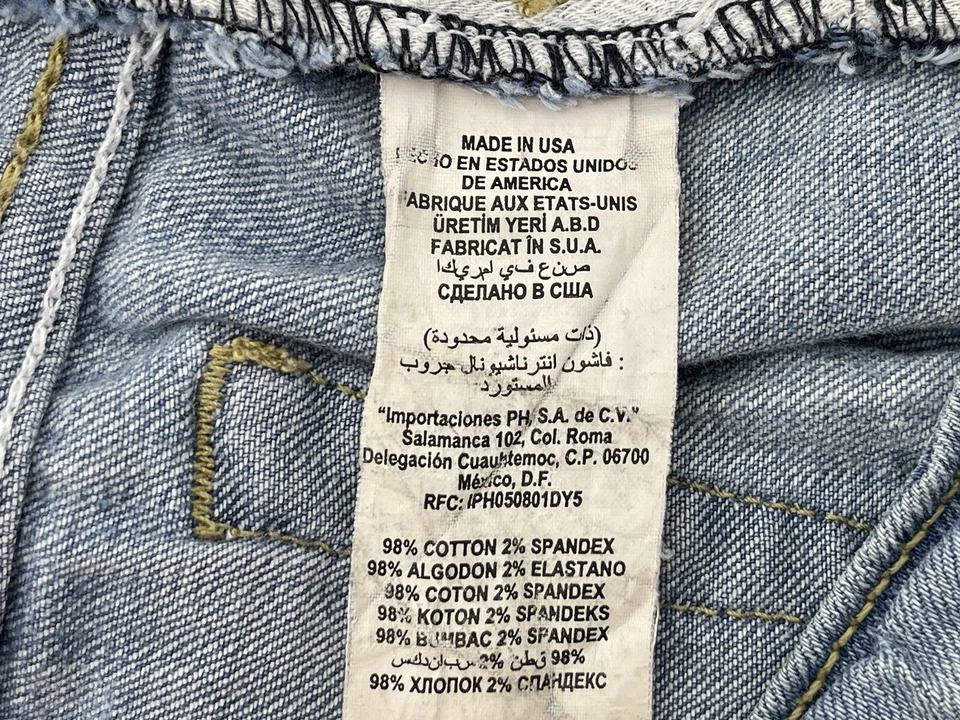 MADE IN USA
HECHO EN ESTADOS UNIDOS
DE AMERICA
FABRIQUE AUX ETATS-UNIS
ÜRETİM YERİ A.B.D
FABRICAT ÎN S.U.A.
صنع في امريكا
СДЕЛАНО В США
(ذات مسئولية محدودة)
فاشون انترناشيونال جروب :
المستورد
"Importaciones PH, S.A. de C.V."
Salamanca 102, Col. Roma
Delegación Cuauhtemoc, C.P. 06700
México, D.F.
RFC: IPH050801DY5
98% COTTON 2% SPANDEX
98% ALGODON 2% ELASTANO
98% COTON 2% SPANDEX
98% KOTON 2% SPANDEKS
98% BUMBAC 2% SPANDEX
98% قطن 2% سباندكس
98% ХЛОПОК 2% СПАНДЕКС